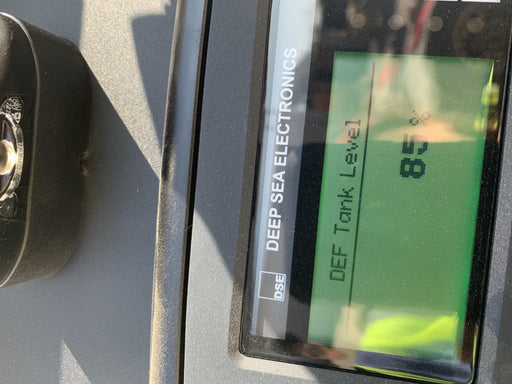 DSE DEEP SEA ELECTRONICS
DEF Tank Level
85%